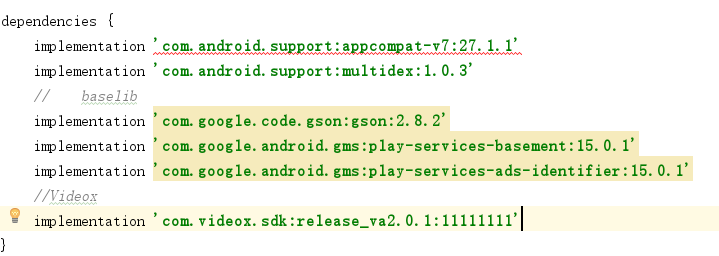 dependencies {
    implementation 'com.android.support:appcompat-v7:27.1.1'
    implementation 'com.android.support:multidex:1.0.3'
    //    baselib
    implementation 'com.google.code.gson:gson:2.8.2'
    implementation 'com.google.android.gms:play-services-basement:15.0.1'
    implementation 'com.google.android.gms:play-services-ads-identifier:15.0.1'
    //Videox
    implementation 'com.videox.sdk:release_va2.0.1:11111111'
}